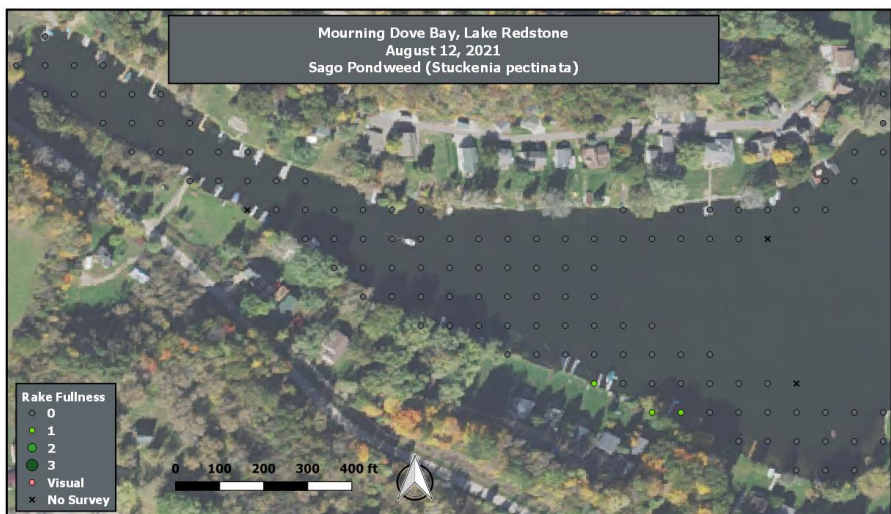 Mourning Dove Bay, Lake Redstone
August 12, 2021
Sago Pondweed (Stuckenia pectinata)
Rake Fullness
0
1
2
3
Visual
No Survey
0 100 200 300 400 ft